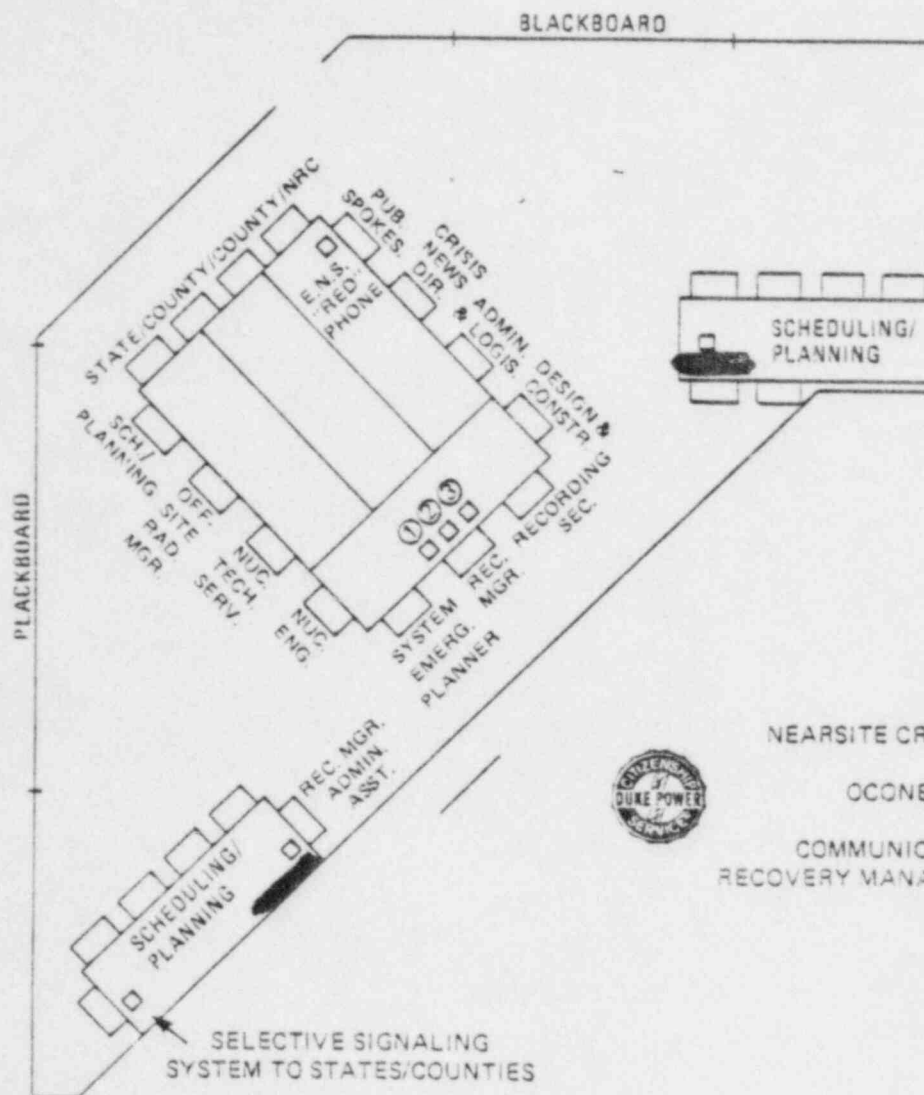 BLACKBOARD
STATE/COUNTY/COUNTY/NRC
E.N.S.
"RED"
PHONE
PUB.
SPOKES.
CRISIS
NEWS
DIR.
ADMIN.
& LOGIS.
DESIGN &
CONSTR.
SCHEDULING/
PLANNING
PLACKBOARD
SCH./
PLANNING
OFF.
SITE
RAD.
MGR.
NUC.
TECH.
SERV.
NUC.
ENG.
1 2 3
RECORDING
SEC.
REC.
MGR.
SYSTEM
EMERG.
PLANNER
NEARSITE CR
CITIZENSHIP
DUKE POWER
SERVICE
OCONE
COMMUNIC
RECOVERY MANA
REC. MGR.
ADMIN.
ASST.
SCHEDULING/
PLANNING
SELECTIVE SIGNALING
SYSTEM TO STATES/COUNTIES